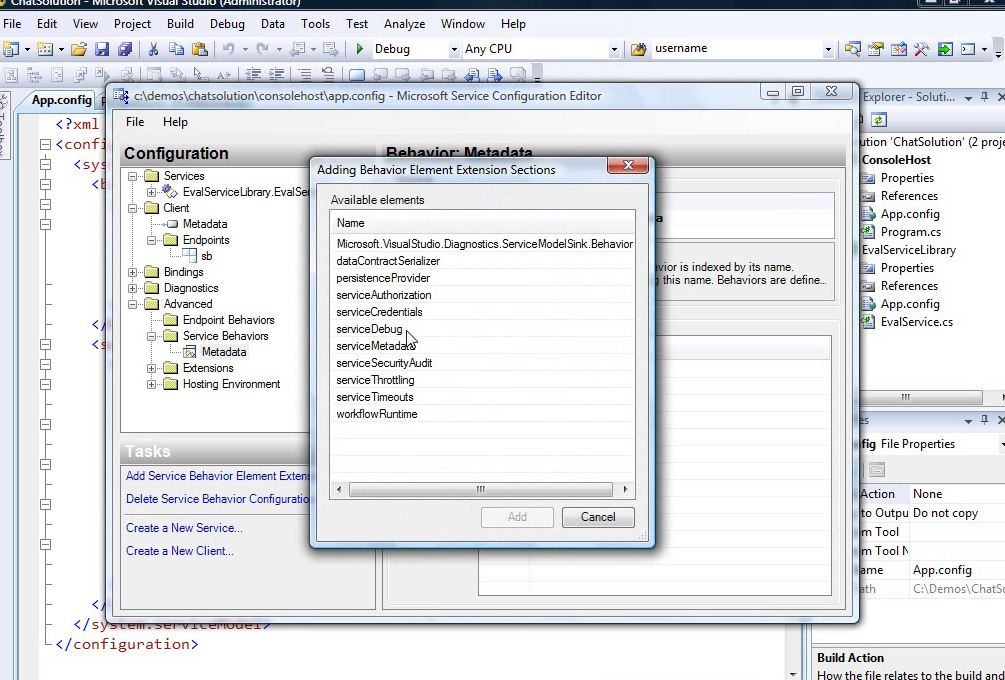 ChatSolution - Microsoft Visual Studio (Administrator)
File Edit View Project Build Debug Data Tools Test Analyze Window Help
Debug Any CPU username
App.config
c:\demos\chatsolution\consolehost\app.config - Microsoft Service Configuration Editor
Explorer - Soluti...
File Help
Configuration
Behavior: Metadata
<?xml
Services
EvalServiceLibrary.EvalSer
Client
Metadata
Endpoints
sb
Bindings
Diagnostics
Advanced
Endpoint Behaviors
Service Behaviors
Metadata
Extensions
Hosting Environment
Tasks
Add Service Behavior Element Exten
Delete Service Behavior Configuratio
Create a New Service...
Create a New Client...
Adding Behavior Element Extension Sections
Available elements
Name
Microsoft.VisualStudio.Diagnostics.ServiceModelSink.Behavior
dataContractSerializer
persistenceProvider
serviceAuthorization
serviceCredentials
serviceDebug
serviceMetadata
serviceSecurityAudit
serviceThrottling
serviceTimeouts
workflowRuntime
Add Cancel
vior is indexed by its name.
this name. Behaviors are define...
ution 'ChatSolution' (2 proje
ConsoleHost
Properties
References
App.config
Program.cs
EvalServiceLibrary
Properties
References
App.config
EvalService.cs
fig File Properties
Action None
to Outpu Do not copy
m Tool
m Tool N
ame App.config
ath C:\Demos\ChatSo
</system.serviceModel>
</configuration>
Build Action
How the file relates to the build and